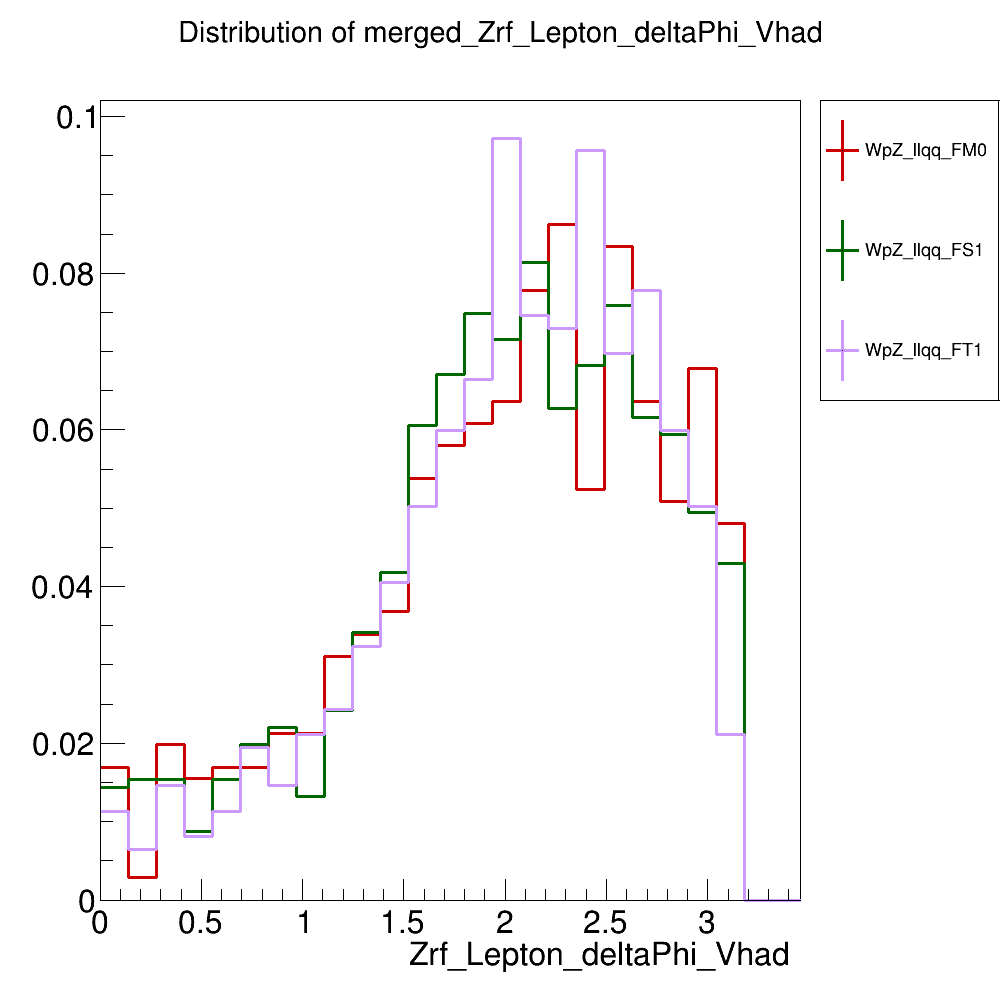 Distribution of merged_Zrf_Lepton_deltaPhi_Vhad
0.1
0.08
0.06
0.04
0.02
0
0 0.5 1 1.5 2 2.5 3
Zrf_Lepton_deltaPhi_Vhad
WpZ_llqq_FM0
WpZ_llqq_FS1
WpZ_llqq_FT1